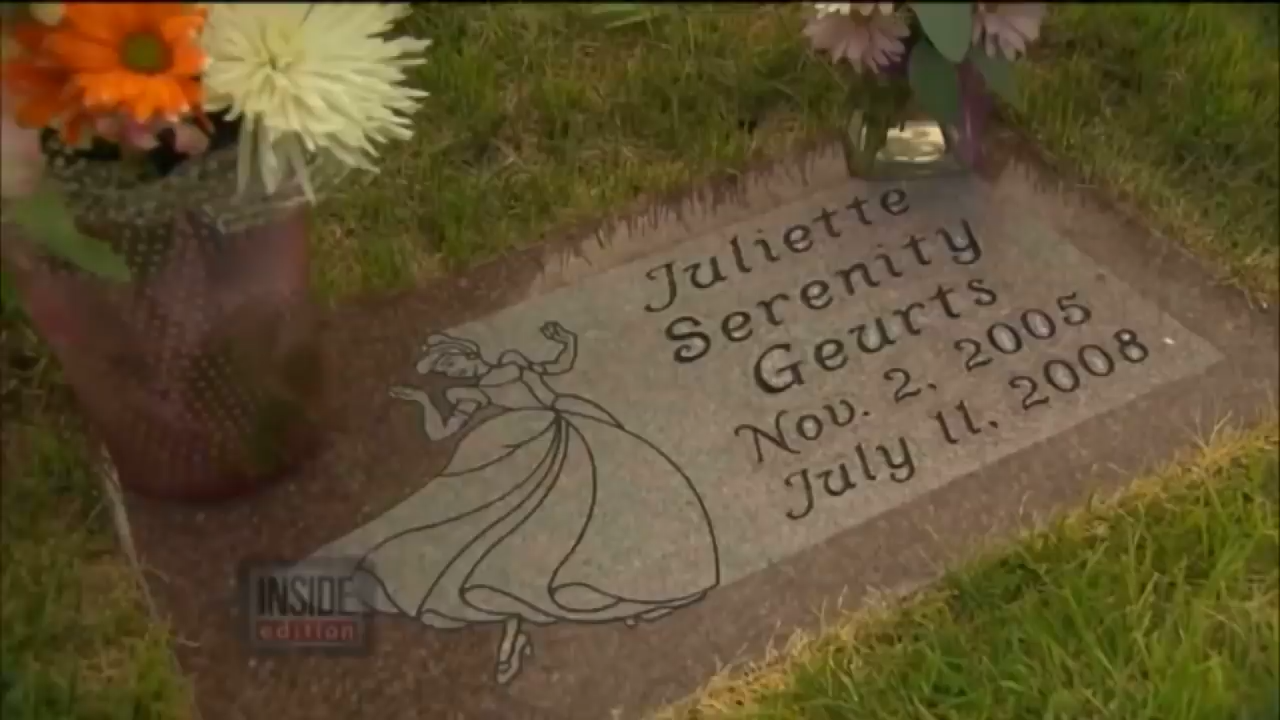 Juliette
Serenity
Geurts
Nov. 2, 2005
July 11, 2008
INSIDE
edition